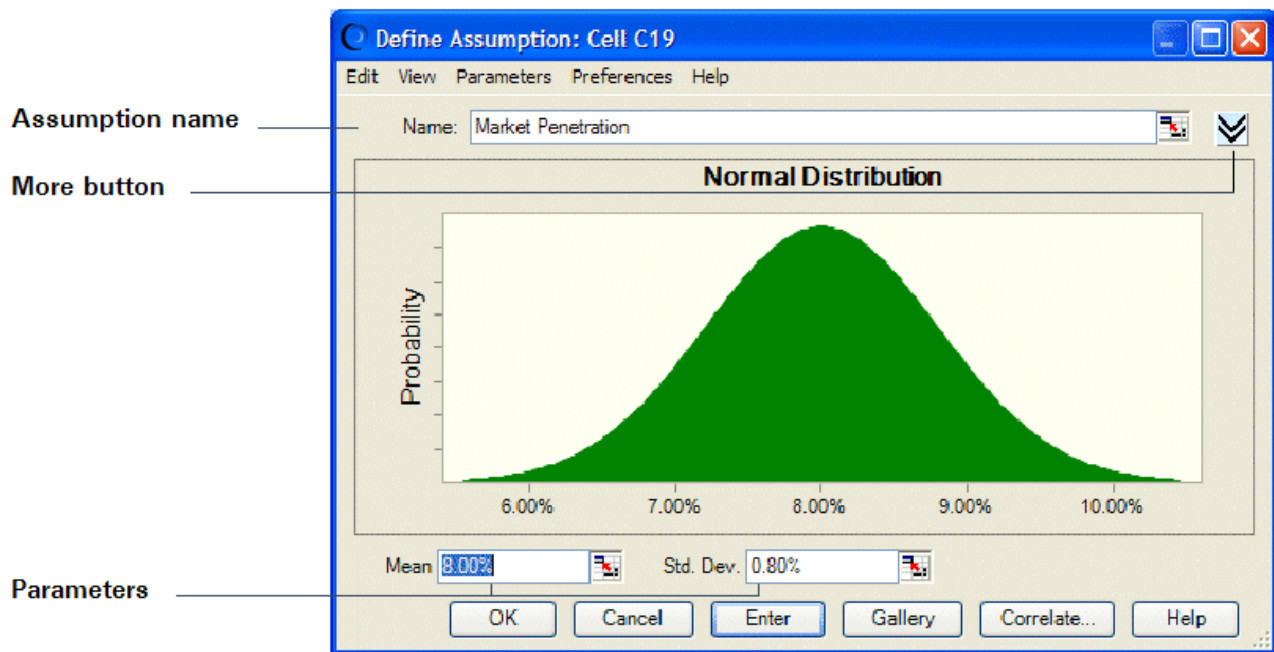 Define Assumption: Cell C19
Edit View Parameters Preferences Help
Assumption name
Name: Market Penetration
More button
Normal Distribution
Probability
6.00% 7.00% 8.00% 9.00% 10.00%
Mean 8.00% Std. Dev. 0.80%
Parameters
OK Cancel Enter Gallery Correlate... Help